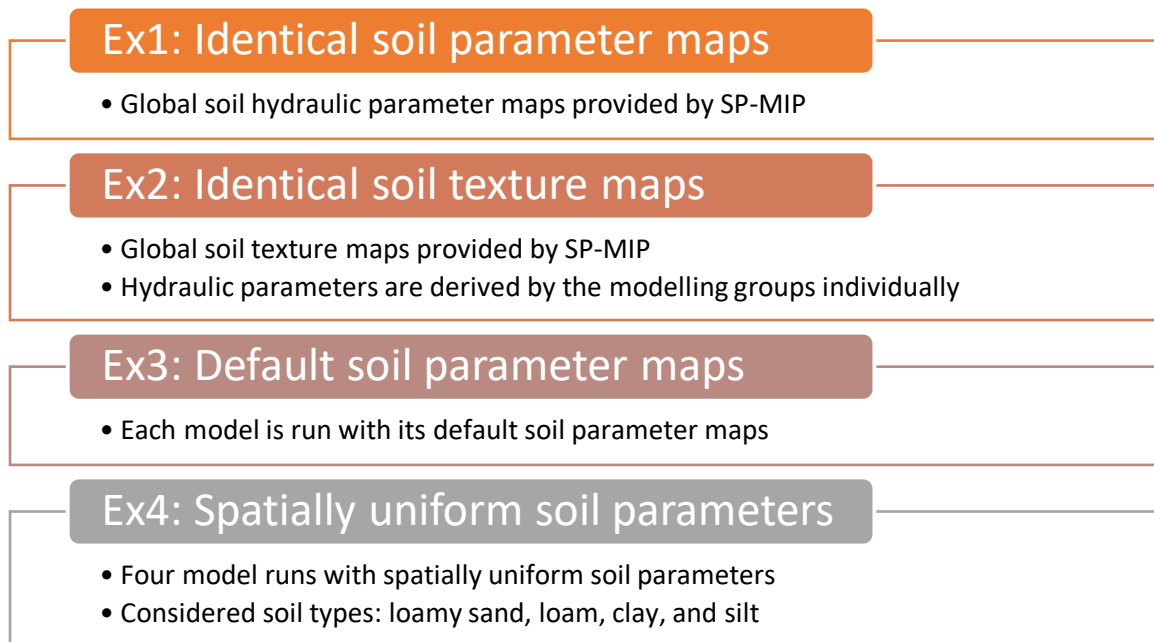 Ex1: Identical soil parameter maps
• Global soil hydraulic parameter maps provided by SP-MIP
Ex2: Identical soil texture maps
• Global soil texture maps provided by SP-MIP
• Hydraulic parameters are derived by the modelling groups individually
Ex3: Default soil parameter maps
• Each model is run with its default soil parameter maps
Ex4: Spatially uniform soil parameters
• Four model runs with spatially uniform soil parameters
• Considered soil types: loamy sand, loam, clay, and silt